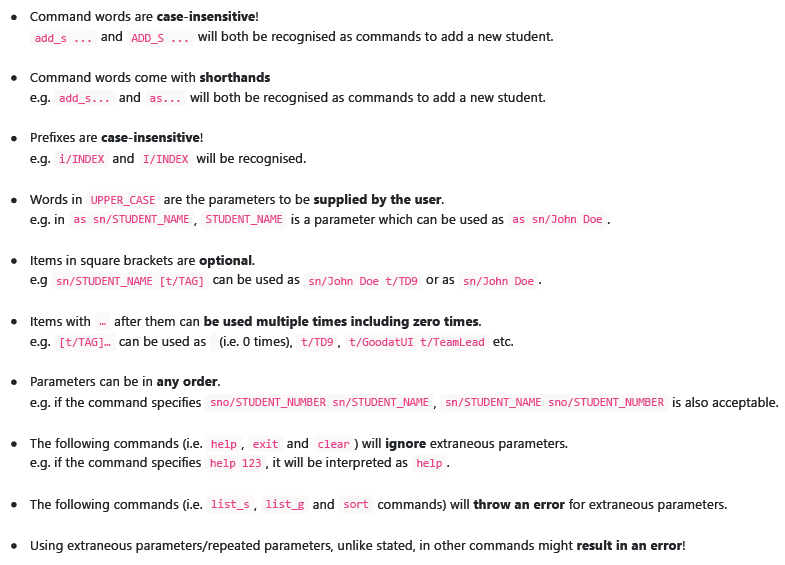 • Command words are case-insensitive!
add_s ... and ADD_S ... will both be recognised as commands to add a new student.
• Command words come with shorthands
e.g. add_s... and as... will both be recognised as commands to add a new student.
• Prefixes are case-insensitive!
e.g. i/INDEX and I/INDEX will be recognised.
• Words in UPPER_CASE are the parameters to be supplied by the user.
e.g. in as sn/STUDENT_NAME , STUDENT_NAME is a parameter which can be used as as sn/John Doe .
• Items in square brackets are optional.
e.g sn/STUDENT_NAME [t/TAG] can be used as sn/John Doe t/TD9 or as sn/John Doe .
• Items with … after them can be used multiple times including zero times.
e.g. [t/TAG]… can be used as (i.e. 0 times), t/TD9 , t/GoodatUI t/TeamLead etc.
• Parameters can be in any order.
e.g. if the command specifies sno/STUDENT_NUMBER sn/STUDENT_NAME , sn/STUDENT_NAME sno/STUDENT_NUMBER is also acceptable.
• The following commands (i.e. help , exit and clear ) will ignore extraneous parameters.
e.g. if the command specifies help 123 , it will be interpreted as help .
• The following commands (i.e. list_s , list_g and sort commands) will throw an error for extraneous parameters.
• Using extraneous parameters/repeated parameters, unlike stated, in other commands might result in an error!